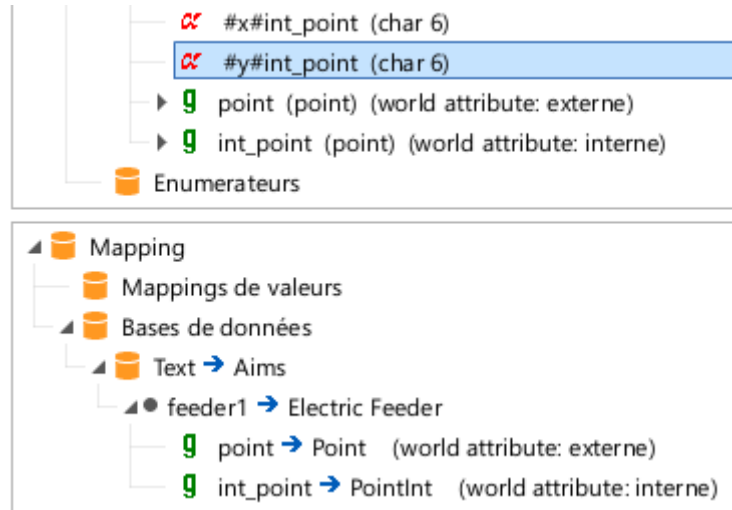 #x#int_point (char 6)
#y#int_point (char 6)
g point (point) (world attribute: externe)
g int_point (point) (world attribute: interne)
Enumerateurs
Mapping
Mappings de valeurs
Bases de données
Text → Aims
feeder1 → Electric Feeder
g point → Point (world attribute: externe)
g int_point → PointInt (world attribute: interne)